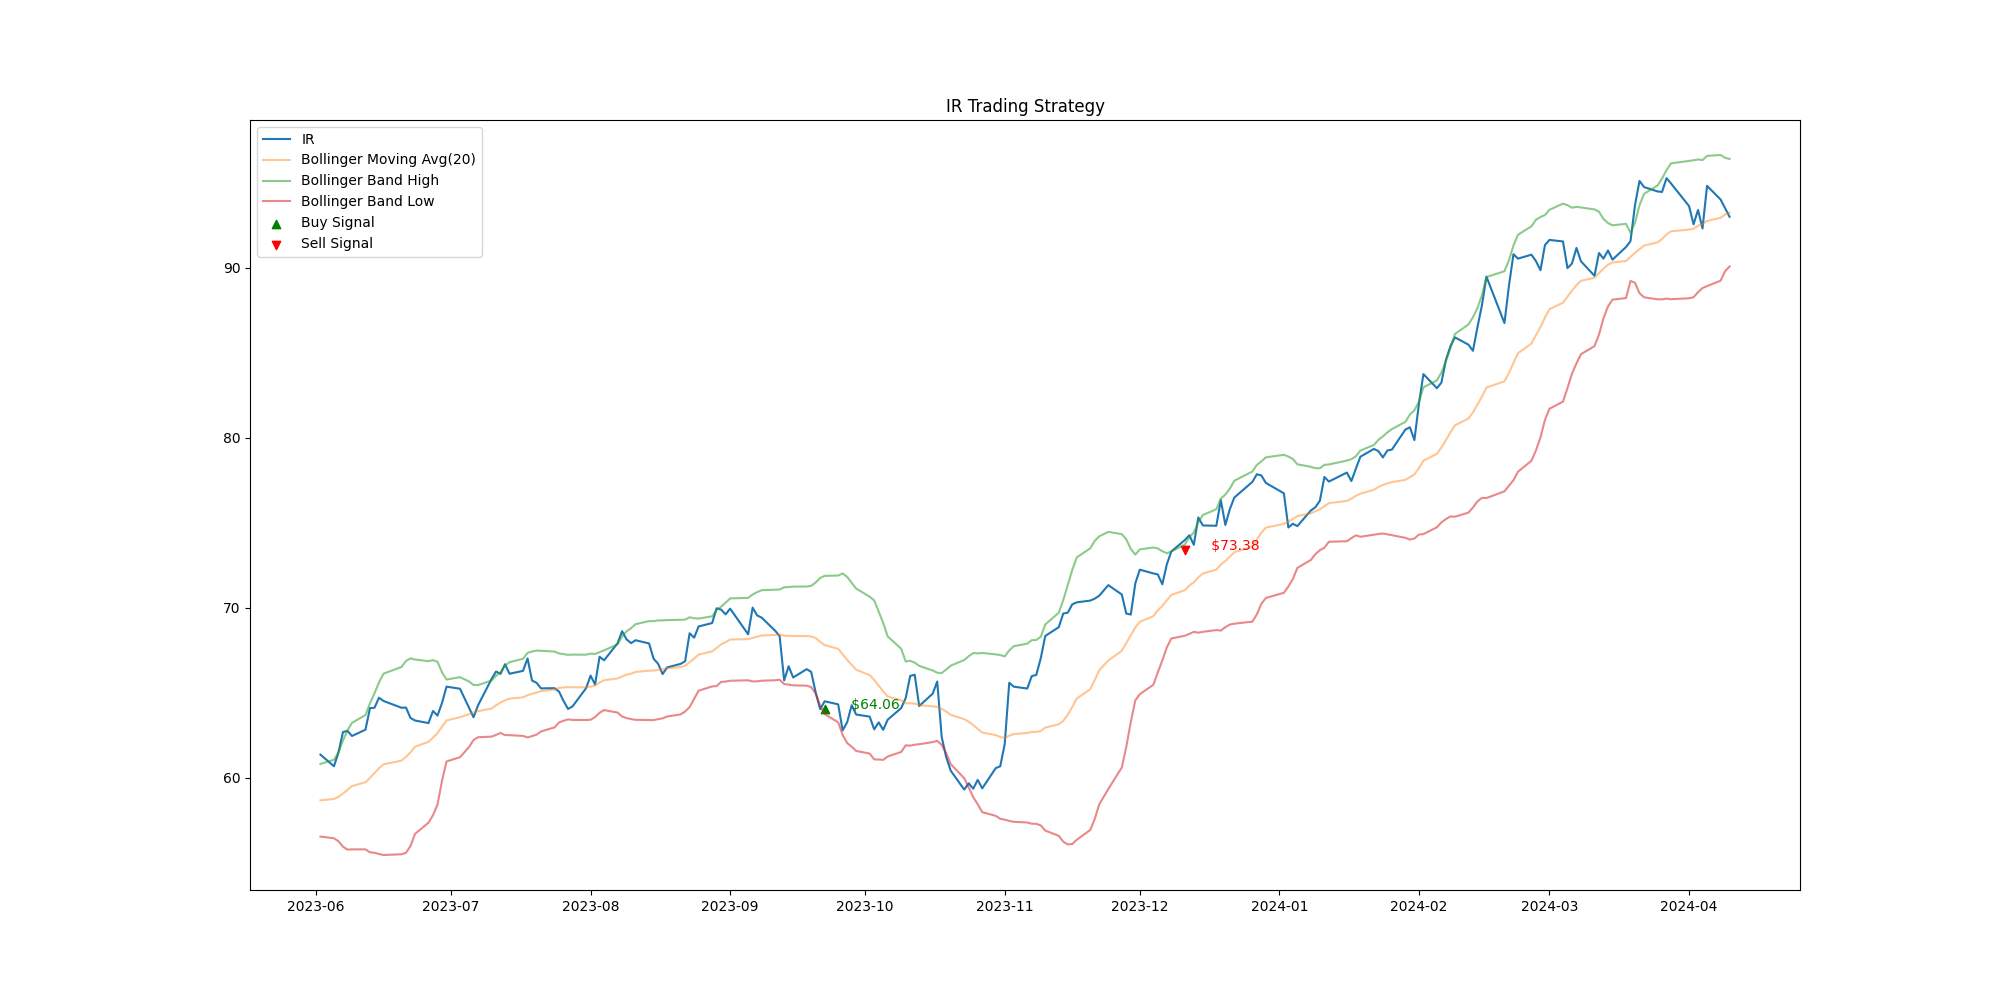 IR Trading Strategy
IR
Bollinger Moving Avg(20)
Bollinger Band High
Bollinger Band Low
Buy Signal
Sell Signal
90
80
$73.38
70
$64.06
60
2023-06 2023-07 2023-08 2023-09 2023-10 2023-11 2023-12 2024-01 2024-02 2024-03 2024-04